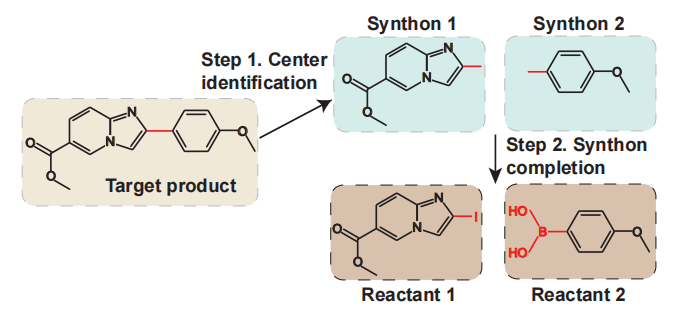 Synthon 1
Synthon 2
Step 1. Center
identification
N
N
O
O
O
N
N
O
O
O
Target product
Step 2. Synthon
completion
N
N
I
O
O
HO
B
HO
O
Reactant 1
Reactant 2